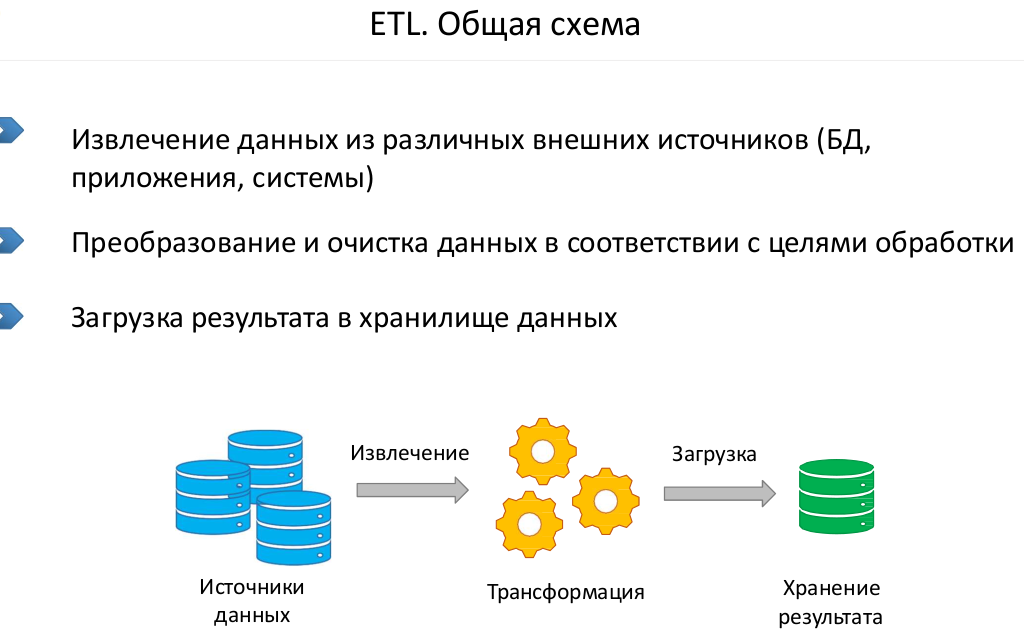 ETL. Общая схема
Извлечение данных из различных внешних источников (БД,
приложения, системы)
Преобразование и очистка данных в соответствии с целями обработки
Загрузка результата в хранилище данных
Извлечение
Загрузка
Источники
данных
Трансформация
Хранение
результата